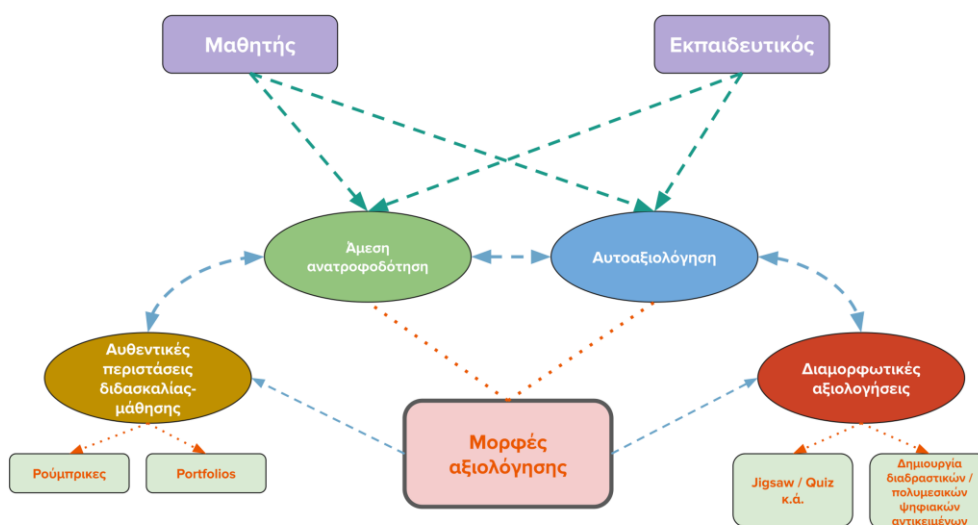 Μαθητής
Εκπαιδευτικός
Άμεση
ανατροφοδότηση
Αυτοαξιολόγηση
Αυθεντικές
περιστάσεις
διδασκαλίας-
μάθησης
Διαμορφωτικές
αξιολογήσεις
Μορφές
αξιολόγησης
Ρούμπρικες
Portfolios
Jigsaw / Quiz
κ.ά.
Δημιουργία
διαδραστικών /
πολυμεσικών
ψηφιακών
αντικειμένων